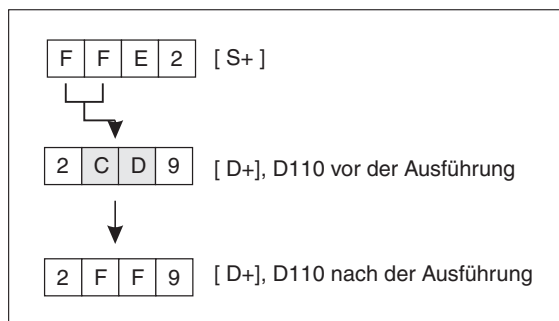 F F E 2 [ S+ ]
2 C D 9 [ D+], D110 vor der Ausführung
2 F F 9 [ D+], D110 nach der Ausführung